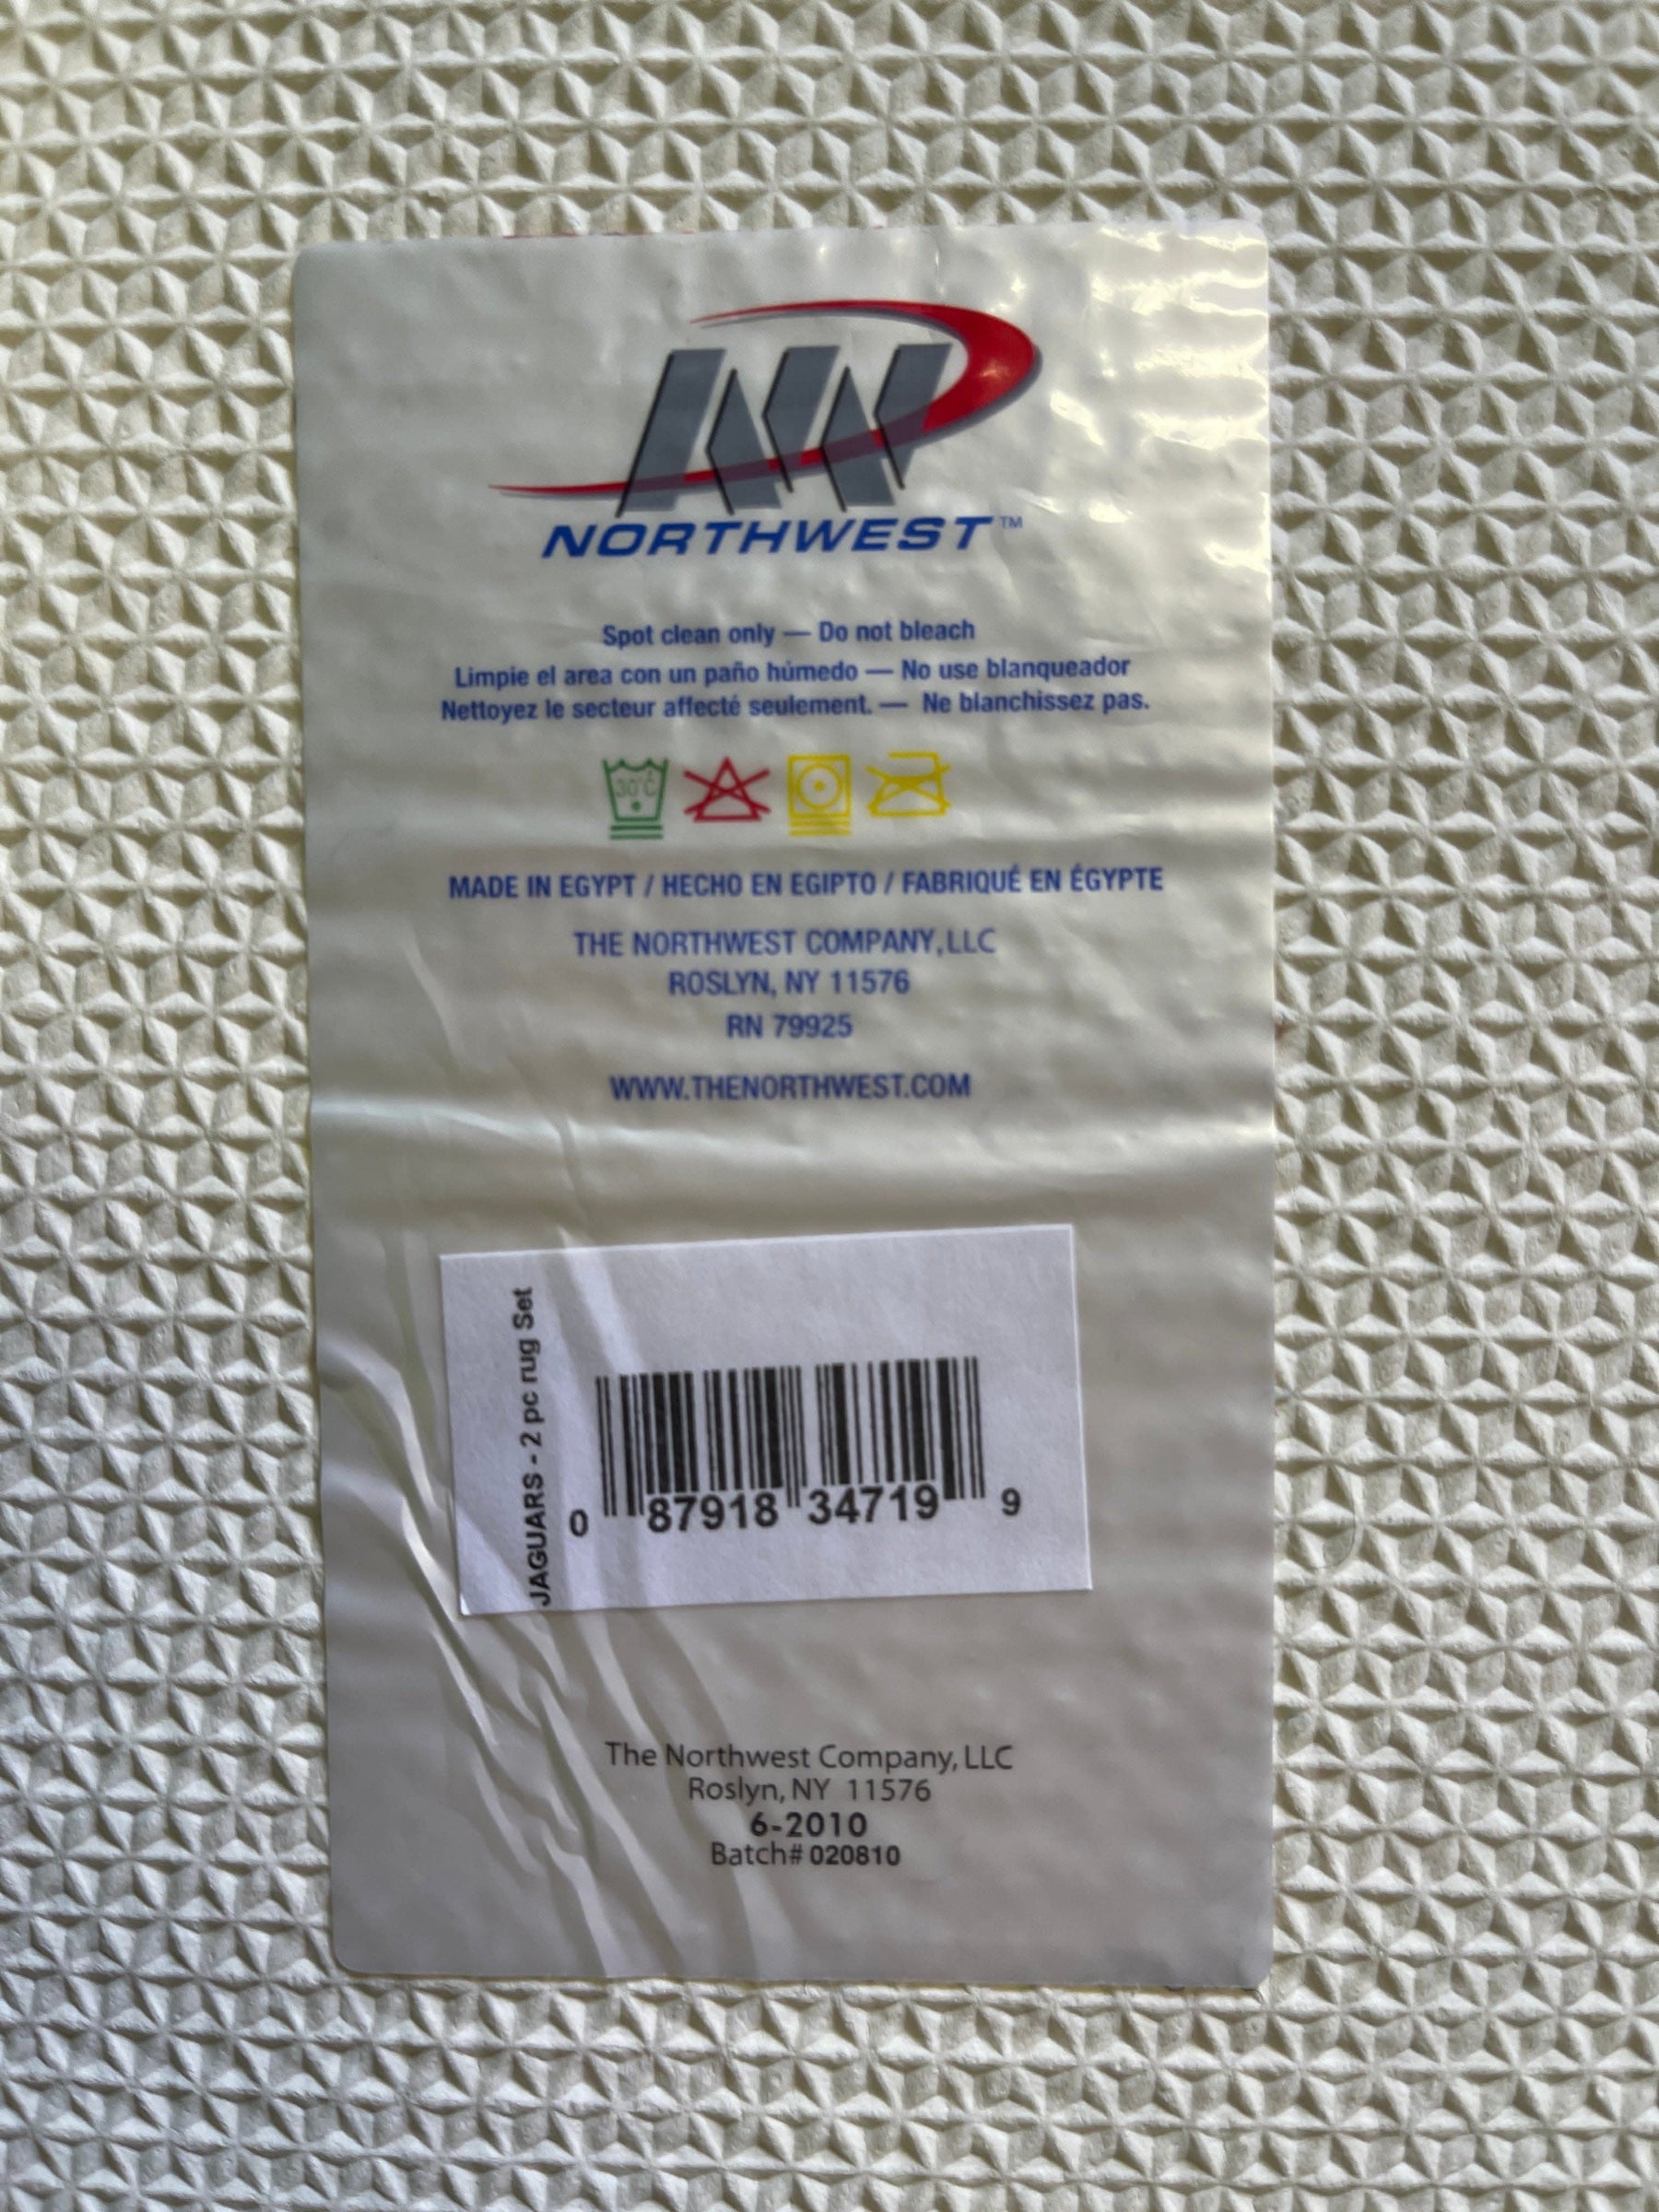 NORTHWEST™
Spot clean only — Do not bleach
Limpie el area con un paño húmedo — No use blanqueador
Nettoyez le secteur affecté seulement. — Ne blanchissez pas.
30°C
MADE IN EGYPT / HECHO EN EGIPTO / FABRIQUÉ EN ÉGYPTE
THE NORTHWEST COMPANY, LLC
ROSLYN, NY 11576
RN 79925
WWW.THENORTHWEST.COM
JAGUARS - 2 pc rug Set
0 87918 34719 9
The Northwest Company, LLC
Roslyn, NY 11576
6-2010
Batch# 020810